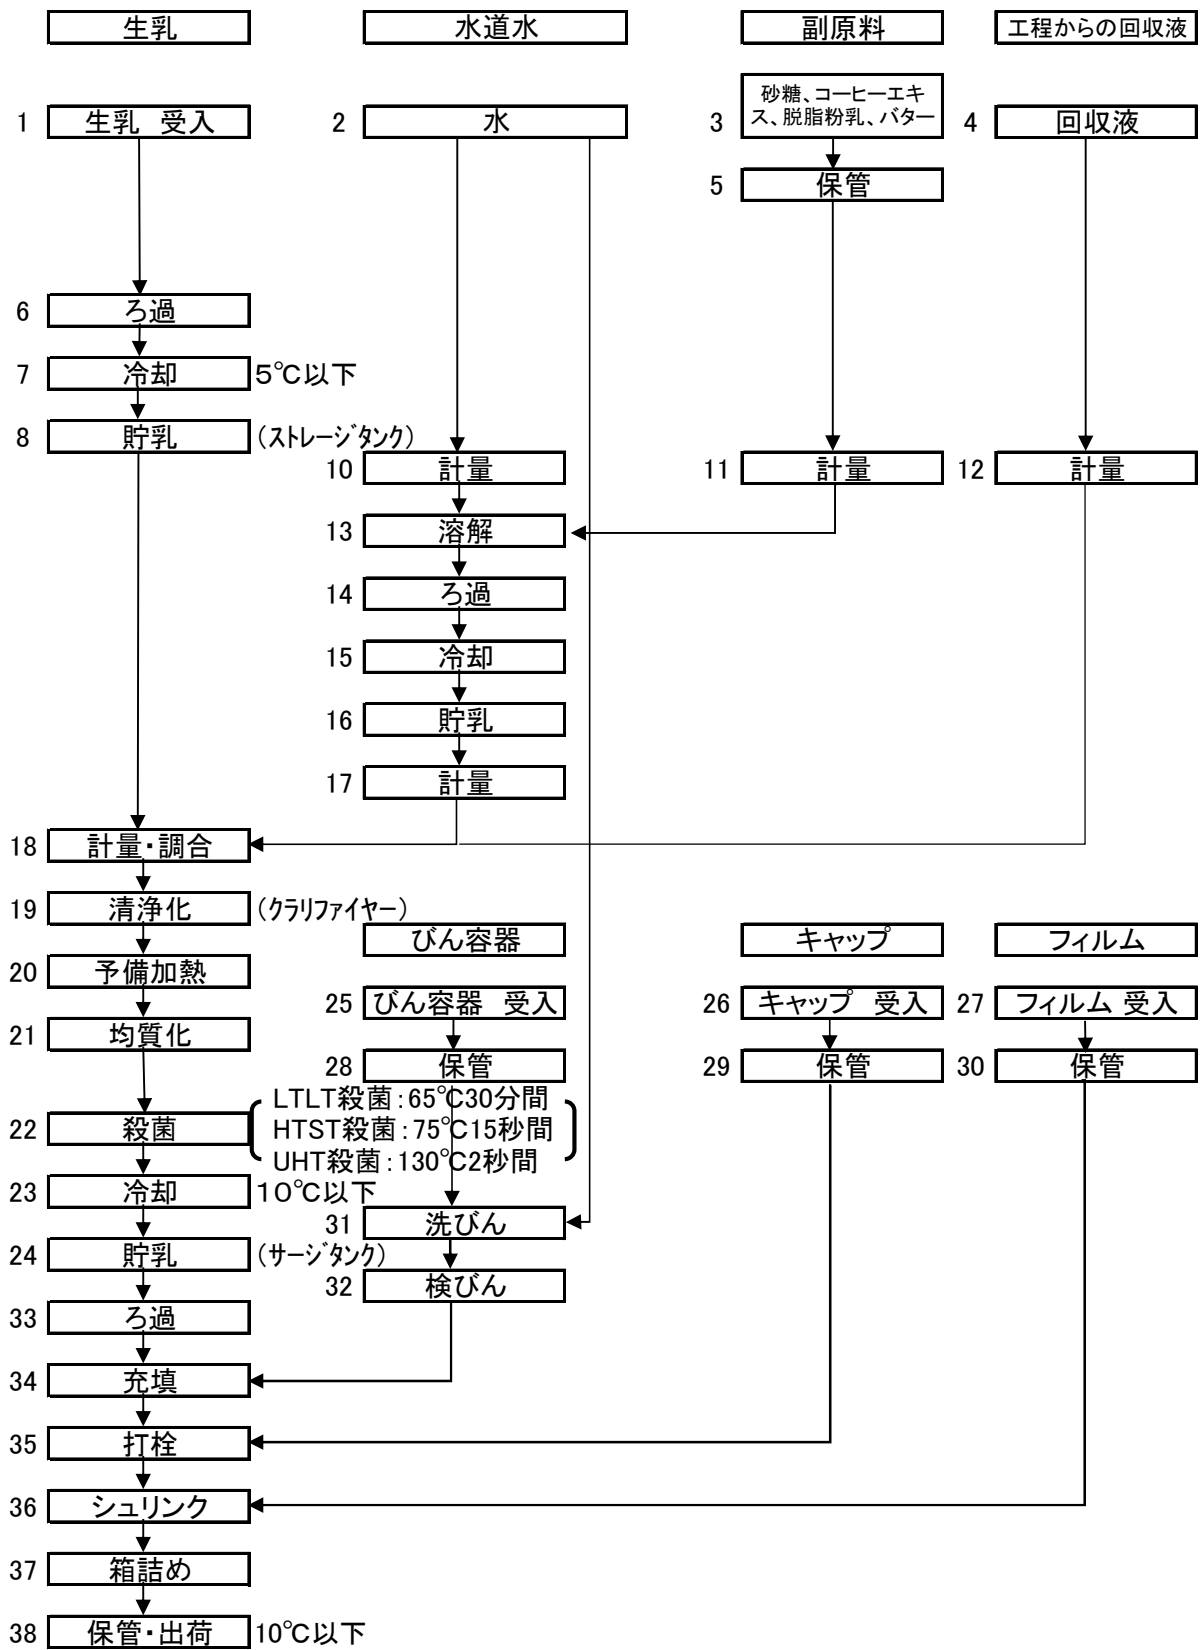 生乳
水道水
副原料
工程からの回収液
1 生乳 受入
2 水
3 砂糖、コーヒーエキ
ス、脱脂粉乳、バター
4 回収液
5 保管
6 ろ過
7 冷却 5℃以下
8 貯乳 (ストレージタンク)
10 計量
11 計量
12 計量
13 溶解
14 ろ過
15 冷却
16 貯乳
17 計量
18 計量・調合
19 清浄化 (クラリファイヤー)
びん容器
キャップ
フィルム
20 予備加熱
25 びん容器 受入
26 キャップ 受入
27 フィルム 受入
21 均質化
28 保管
29 保管
30 保管
22 殺菌
LTLT殺菌:65℃30分間
HTST殺菌:75℃15秒間
UHT殺菌:130℃2秒間
23 冷却 10℃以下
31 洗びん
24 貯乳 (サージタンク)
32 検びん
33 ろ過
34 充填
35 打栓
36 シュリンク
37 箱詰め
38 保管・出荷 10℃以下